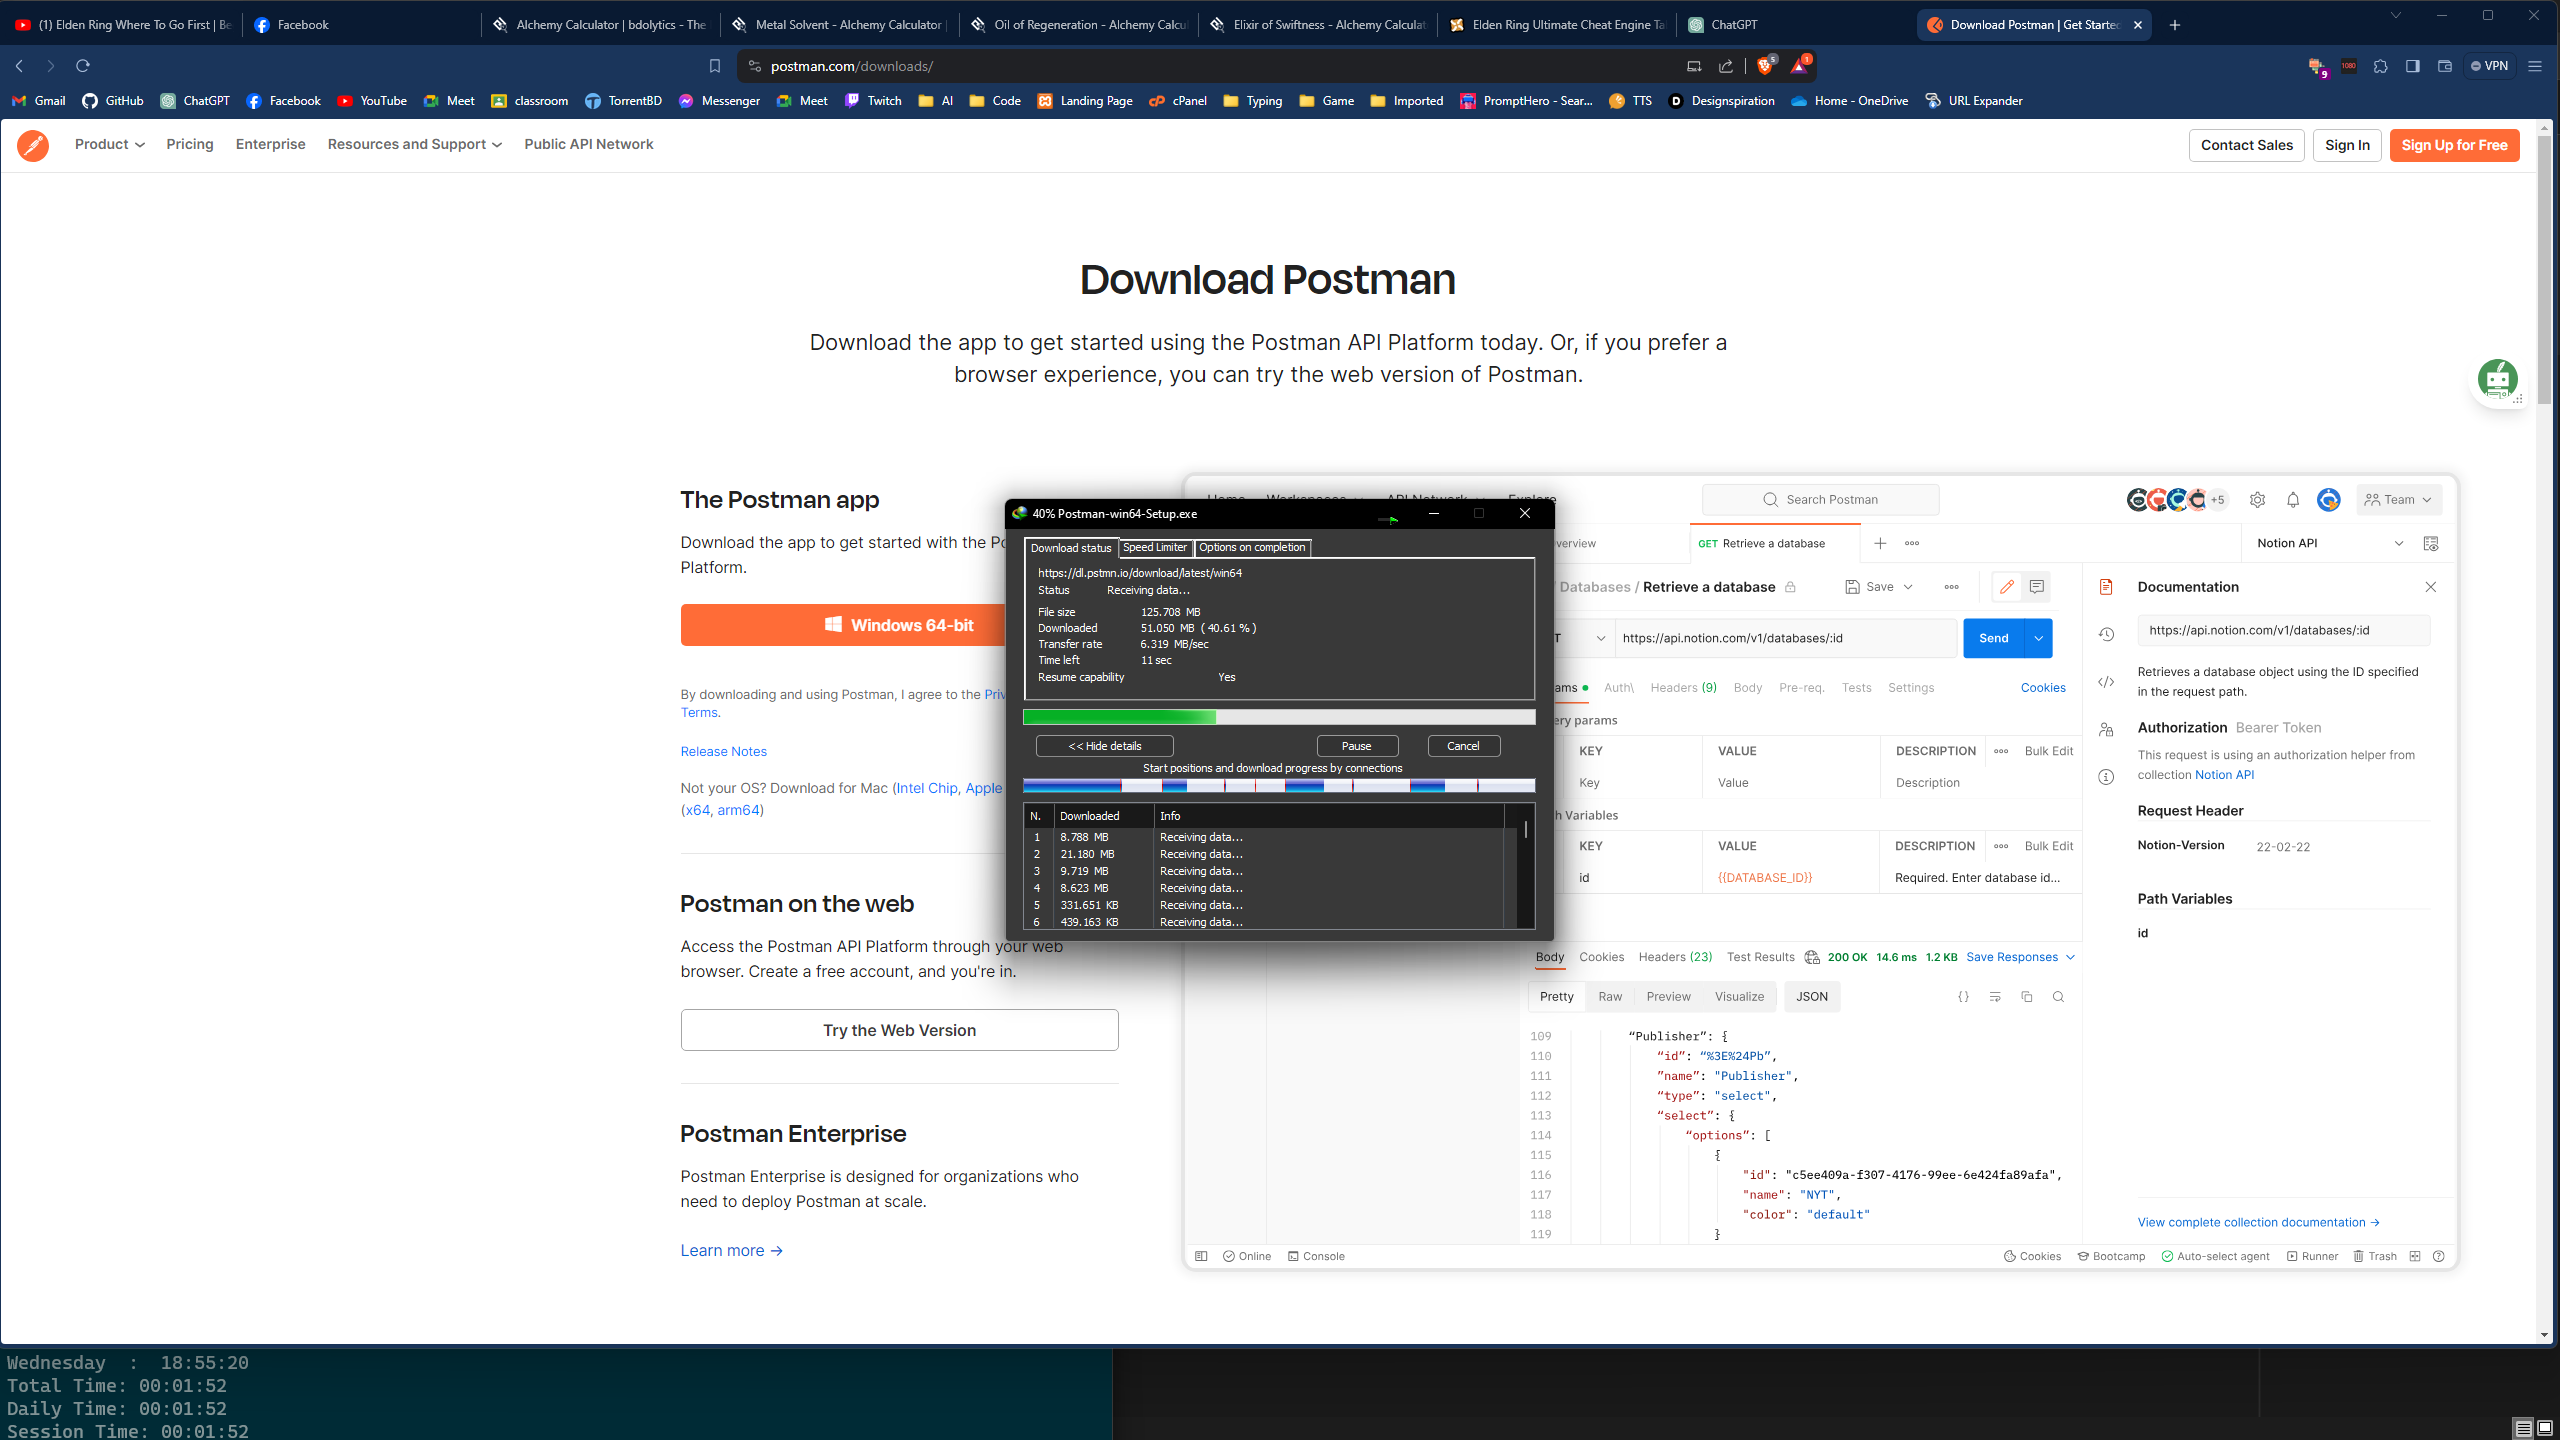 (1) Elden Ring Where To Go First | Be
Facebook
Alchemy Calculator | bdolytics - The
Metal Solvent - Alchemy Calculator |
Oil of Regeneration - Alchemy Calcu
Elixir of Swiftness - Alchemy Calculat
Elden Ring Ultimate Cheat Engine Ta
ChatGPT
Download Postman | Get Started
postman.com/downloads/
5
1
9
1080
VPN
Gmail
GitHub
ChatGPT
Facebook
YouTube
Meet
classroom
TorrentBD
Messenger
Meet
Twitch
AI
Code
Landing Page
cPanel
Typing
Game
Imported
PromptHero - Sear...
TTS
Designspiration
Home - OneDrive
URL Expander
Product
Pricing
Enterprise
Resources and Support
Public API Network
Contact Sales
Sign In
Sign Up for Free
Download Postman
Download the app to get started using the Postman API Platform today. Or, if you prefer a
browser experience, you can try the web version of Postman.
The Postman app
Download the app to get started with the Po
Platform.
Windows 64-bit
By downloading and using Postman, I agree to the Priv
Terms.
Release Notes
Not your OS? Download for Mac (Intel Chip, Apple
(x64, arm64)
Postman on the web
Access the Postman API Platform through your web
browser. Create a free account, and you're in.
Try the Web Version
Postman Enterprise
Postman Enterprise is designed for organizations who
need to deploy Postman at scale.
Learn more →
40% Postman-win64-Setup.exe
Download status
Speed Limiter
Options on completion
https://dl.pstmn.io/download/latest/win64
Status Receiving data...
File size 125.708 MB
Downloaded 51.050 MB ( 40.61 % )
Transfer rate 6.319 MB/sec
Time left 11 sec
Resume capability Yes
<< Hide details
Pause
Cancel
Start positions and download progress by connections
N. Downloaded Info
1 8.788 MB Receiving data...
2 21.180 MB Receiving data...
3 9.719 MB Receiving data...
4 8.623 MB Receiving data...
5 331.651 KB Receiving data...
6 439.163 KB Receiving data...
Search Postman
+5
Team
verview
GET Retrieve a database
Notion API
/ Databases / Retrieve a database
Save
T
https://api.notion.com/v1/databases/:id
Send
ams
Auth\
Headers (9)
Body
Pre-req.
Tests
Settings
Cookies
ery params
KEY VALUE DESCRIPTION Bulk Edit
Key Value Description
h Variables
KEY VALUE DESCRIPTION Bulk Edit
id {{DATABASE_ID}} Required. Enter database id...
Body Cookies Headers (23) Test Results 200 OK 14.6 ms 1.2 KB Save Responses
Pretty Raw Preview Visualize JSON
109 “Publisher”: {
110 “id”: “%3E%24Pb”,
111 ”name”: "Publisher",
112 “type”: "select",
113 “select”: {
114 “options”: [
115 {
116 "id": "c5ee409a-f307-4176-99ee-6e424fa89afa",
117 "name": "NYT",
118 "color": "default"
119 }
Documentation
https://api.notion.com/v1/databases/:id
Retrieves a database object using the ID specified
in the request path.
Authorization Bearer Token
This request is using an authorization helper from
collection Notion API
Request Header
Notion-Version 22-02-22
Path Variables
id
View complete collection documentation →
Online
Console
Cookies
Bootcamp
Auto-select agent
Runner
Trash
Wednesday : 18:55:20
Total Time: 00:01:52
Daily Time: 00:01:52
Session Time: 00:01:52